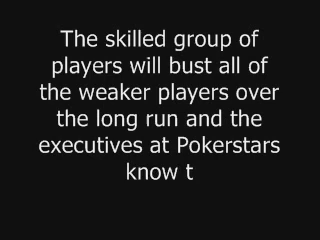 The skilled group of
players will bust all of
the weaker players over
the long run and the
executives at Pokerstars
know t